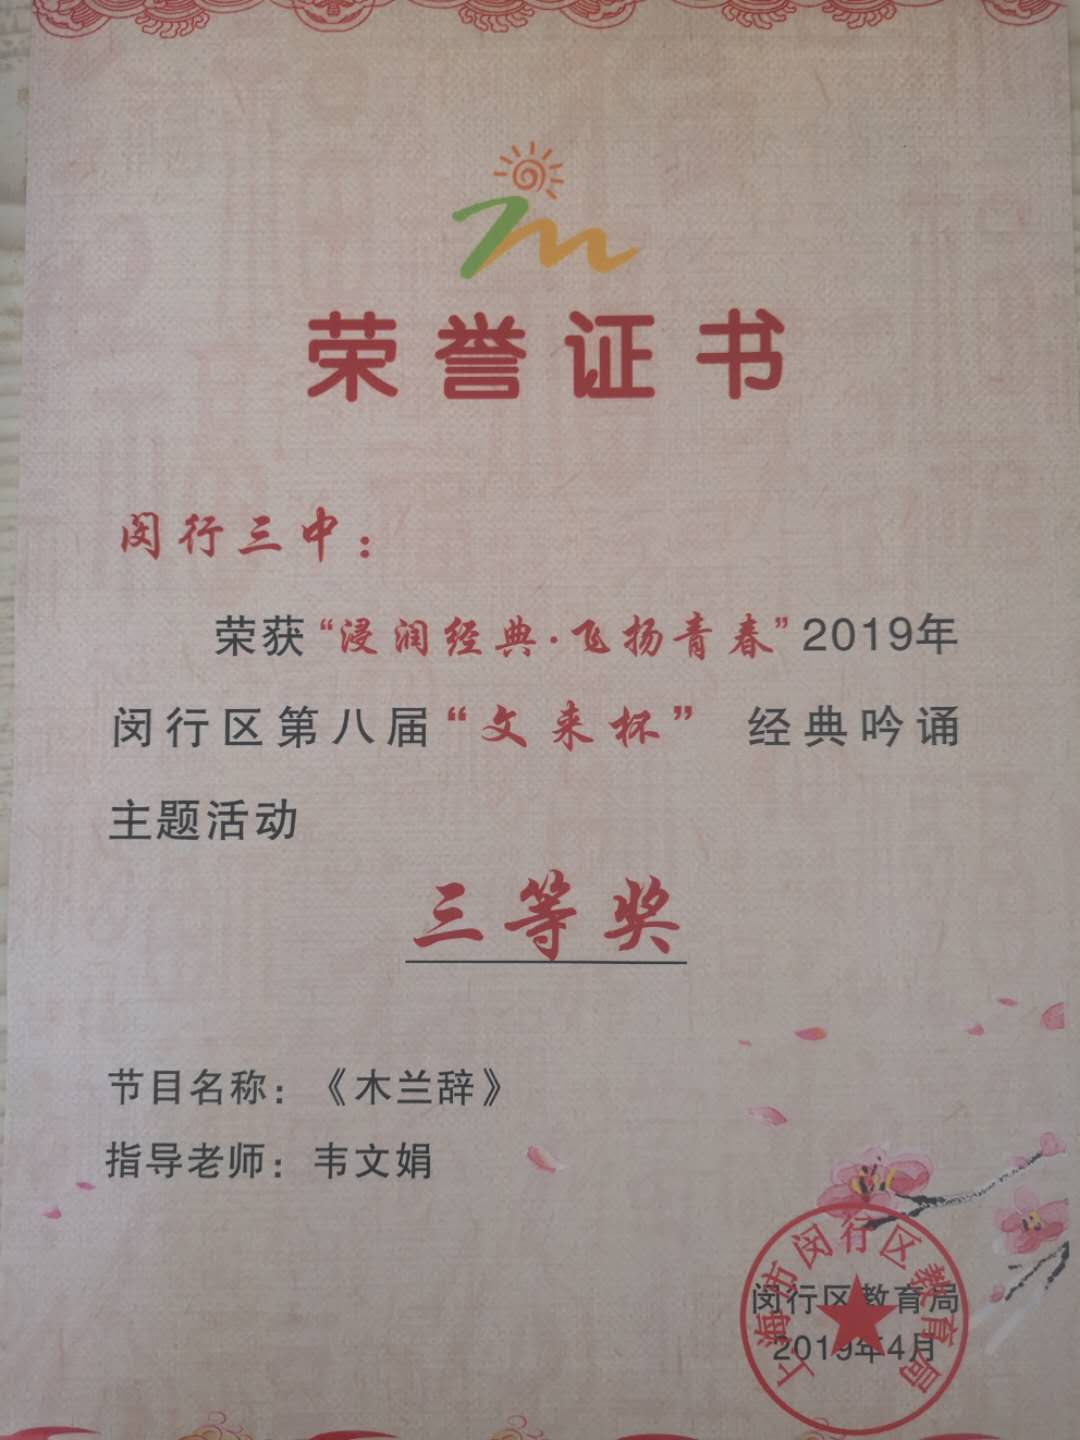 荣誉证书
闵行三中：
荣获“浸润经典·飞扬青春”2019年
闵行区第八届“文来杯” 经典吟诵
主题活动
三等奖
节目名称：《木兰辞》
指导老师：韦文娟
闵行区教育局
2019年4月
上海市闵行区教育局